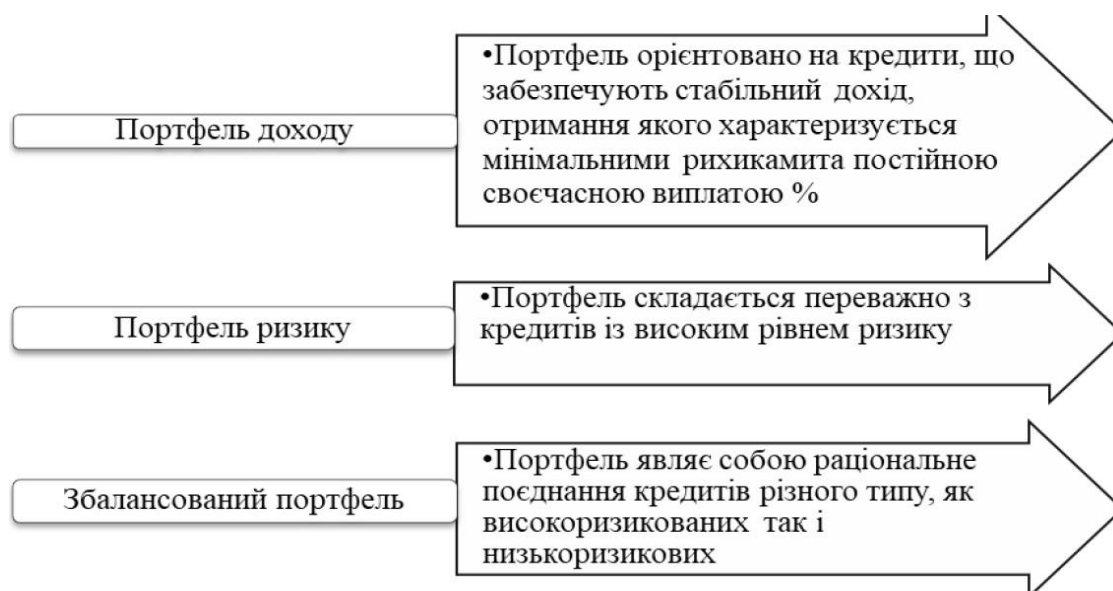 Портфель доходу
•Портфель орієнтовано на кредити, що
забезпечують стабільний дохід,
отримання якого характеризується
мінімальними рихикамита постійною
своєчасною виплатою %
Портфель ризику
•Портфель складається переважно з
кредитів із високим рівнем ризику
Збалансований портфель
•Портфель являє собою раціональне
поєднання кредитів різного типу, як
високоризикованих так і
низькоризикових